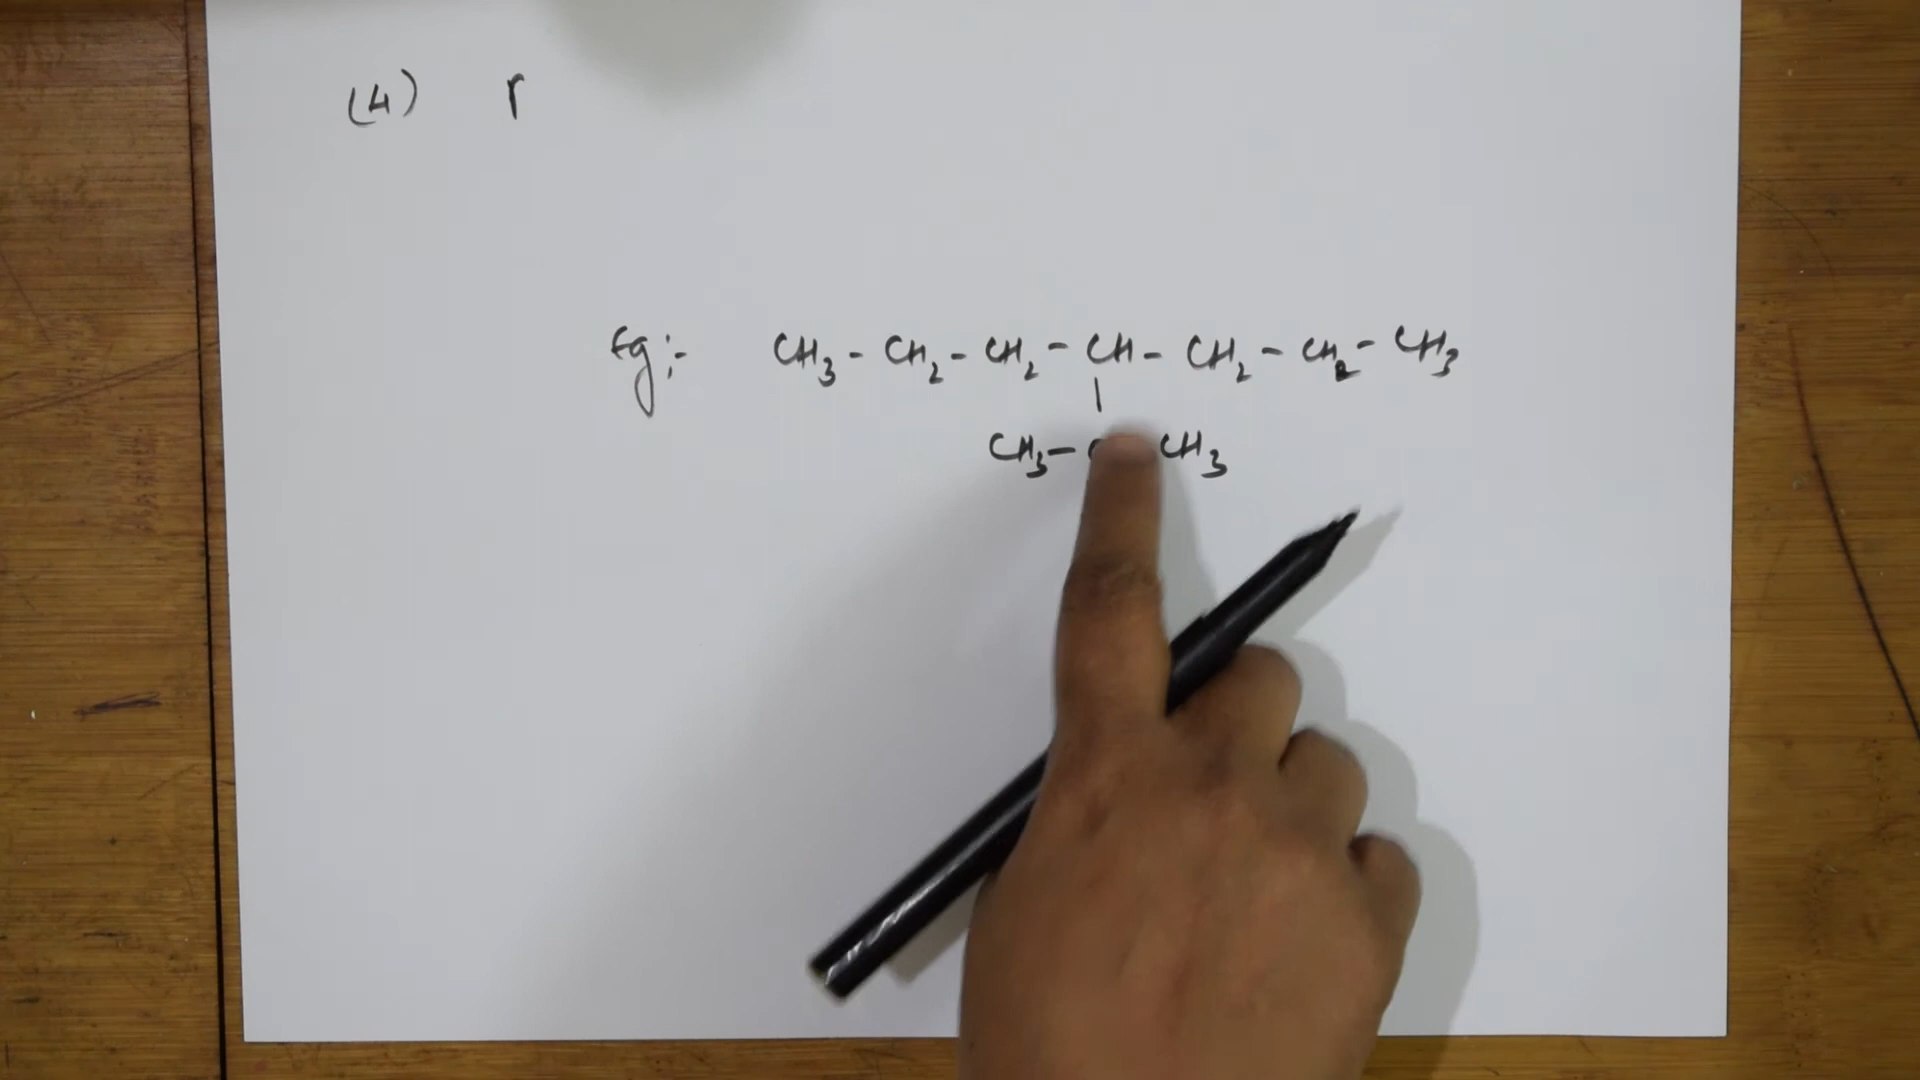 (4) r
Eg:- CH3 - CH2 - CH2 - CH - CH2 - CH2 - CH3
|
CH3 - CH3